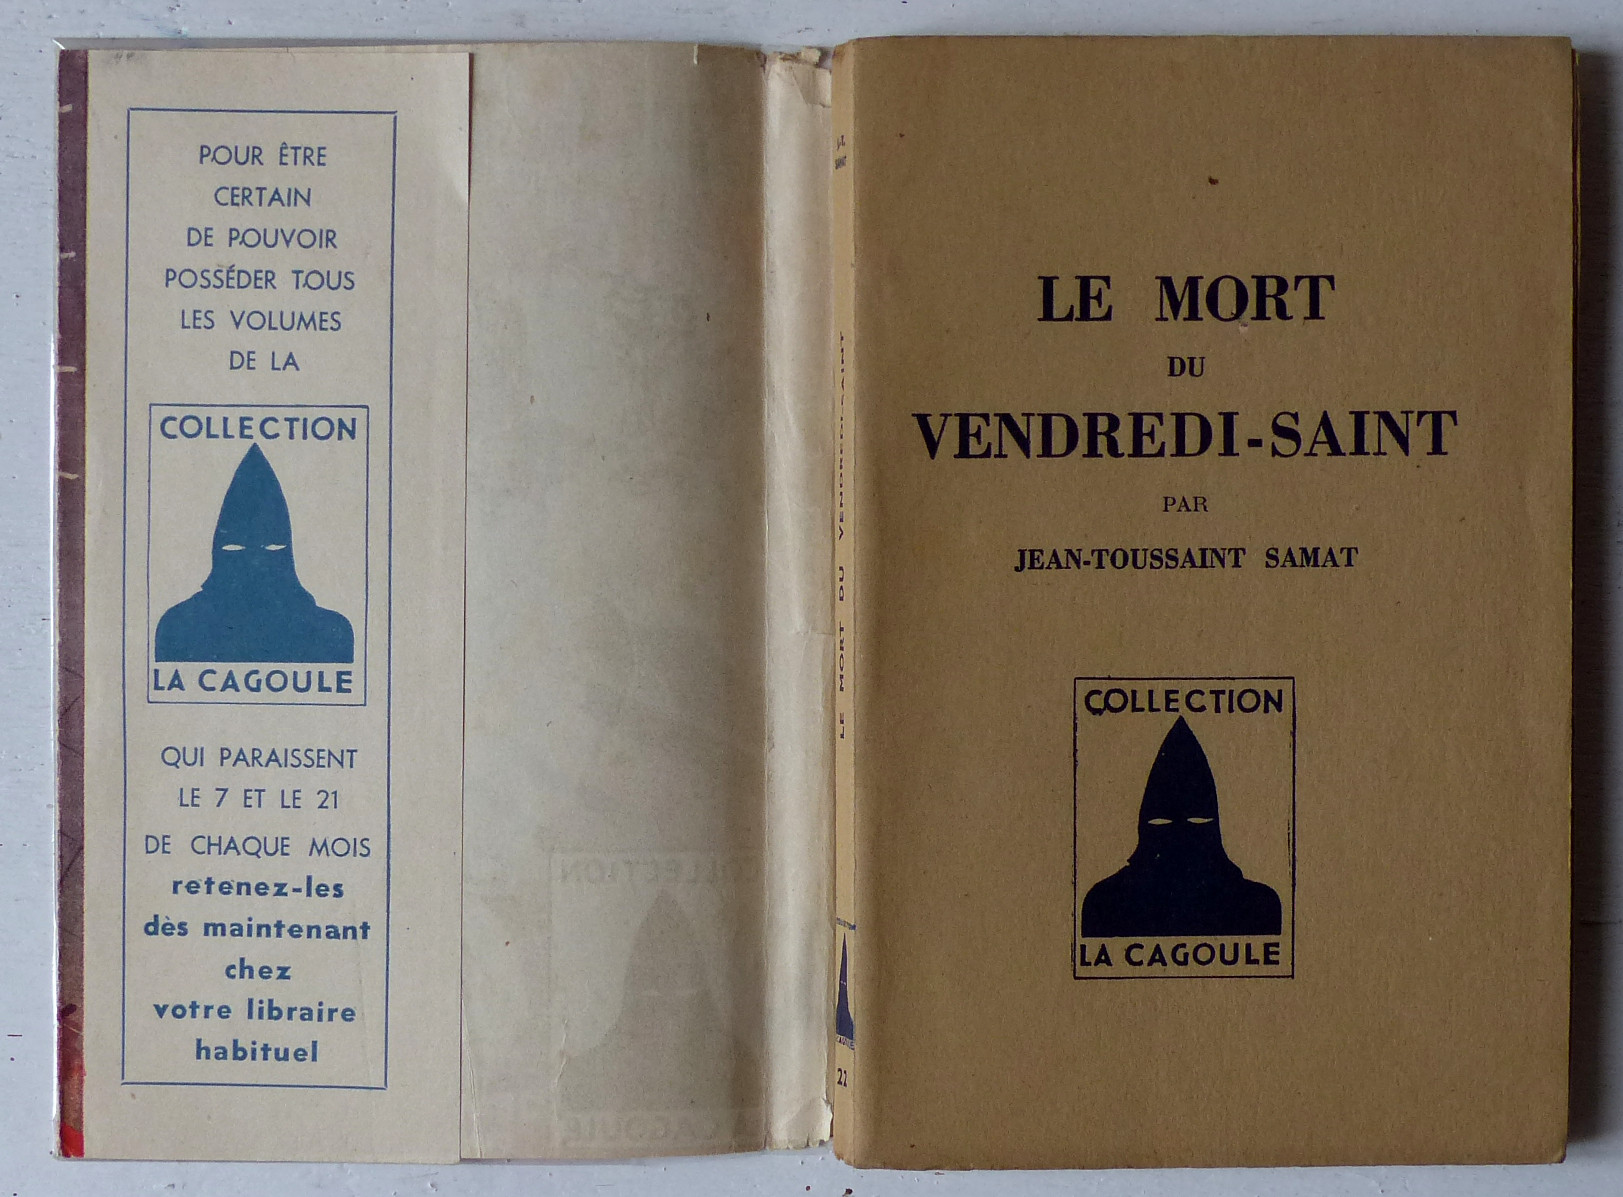 POUR ÊTRE
CERTAIN
DE POUVOIR
POSSÉDER TOUS
LES VOLUMES
DE LA
COLLECTION
LA CAGOULE
QUI PARAISSENT
LE 7 ET LE 21
DE CHAQUE MOIS
retenez-les
dès maintenant
chez
votre libraire
habituel
LE MORT DU VENDREDI-SAINT
22
LE MORT
DU
VENDREDI-SAINT
PAR
JEAN-TOUSSAINT SAMAT
COLLECTION
LA CAGOULE